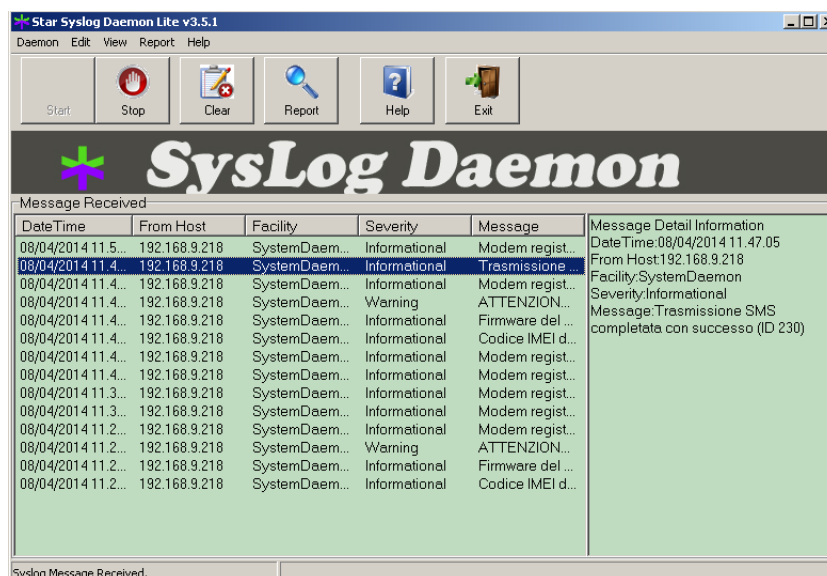 Star Syslog Daemon Lite v3.5.1
Daemon Edit View Report Help
Start Stop Clear Report Help Exit
SysLog Daemon
Message Received
DateTime From Host Facility Severity Message
08/04/2014 11.5... 192.168.9.218 SystemDaem... Informational Modem regist...
08/04/2014 11.4... 192.168.9.218 SystemDaem... Informational Trasmissione ...
08/04/2014 11.4... 192.168.9.218 SystemDaem... Informational Modem regist...
08/04/2014 11.4... 192.168.9.218 SystemDaem... Warning ATTENZION...
08/04/2014 11.4... 192.168.9.218 SystemDaem... Informational Firmware del ...
08/04/2014 11.4... 192.168.9.218 SystemDaem... Informational Codice IMEI d...
08/04/2014 11.4... 192.168.9.218 SystemDaem... Informational Modem regist...
08/04/2014 11.4... 192.168.9.218 SystemDaem... Informational Modem regist...
08/04/2014 11.3... 192.168.9.218 SystemDaem... Informational Modem regist...
08/04/2014 11.3... 192.168.9.218 SystemDaem... Informational Modem regist...
08/04/2014 11.2... 192.168.9.218 SystemDaem... Informational Modem regist...
08/04/2014 11.2... 192.168.9.218 SystemDaem... Warning ATTENZION...
08/04/2014 11.2... 192.168.9.218 SystemDaem... Informational Firmware del ...
08/04/2014 11.2... 192.168.9.218 SystemDaem... Informational Codice IMEI d...
Message Detail Information
DateTime:08/04/2014 11.47.05
From Host:192.168.9.218
Facility:SystemDaemon
Severity:Informational
Message:Trasmissione SMS
completata con successo (ID 230)
Syslog Message Received.